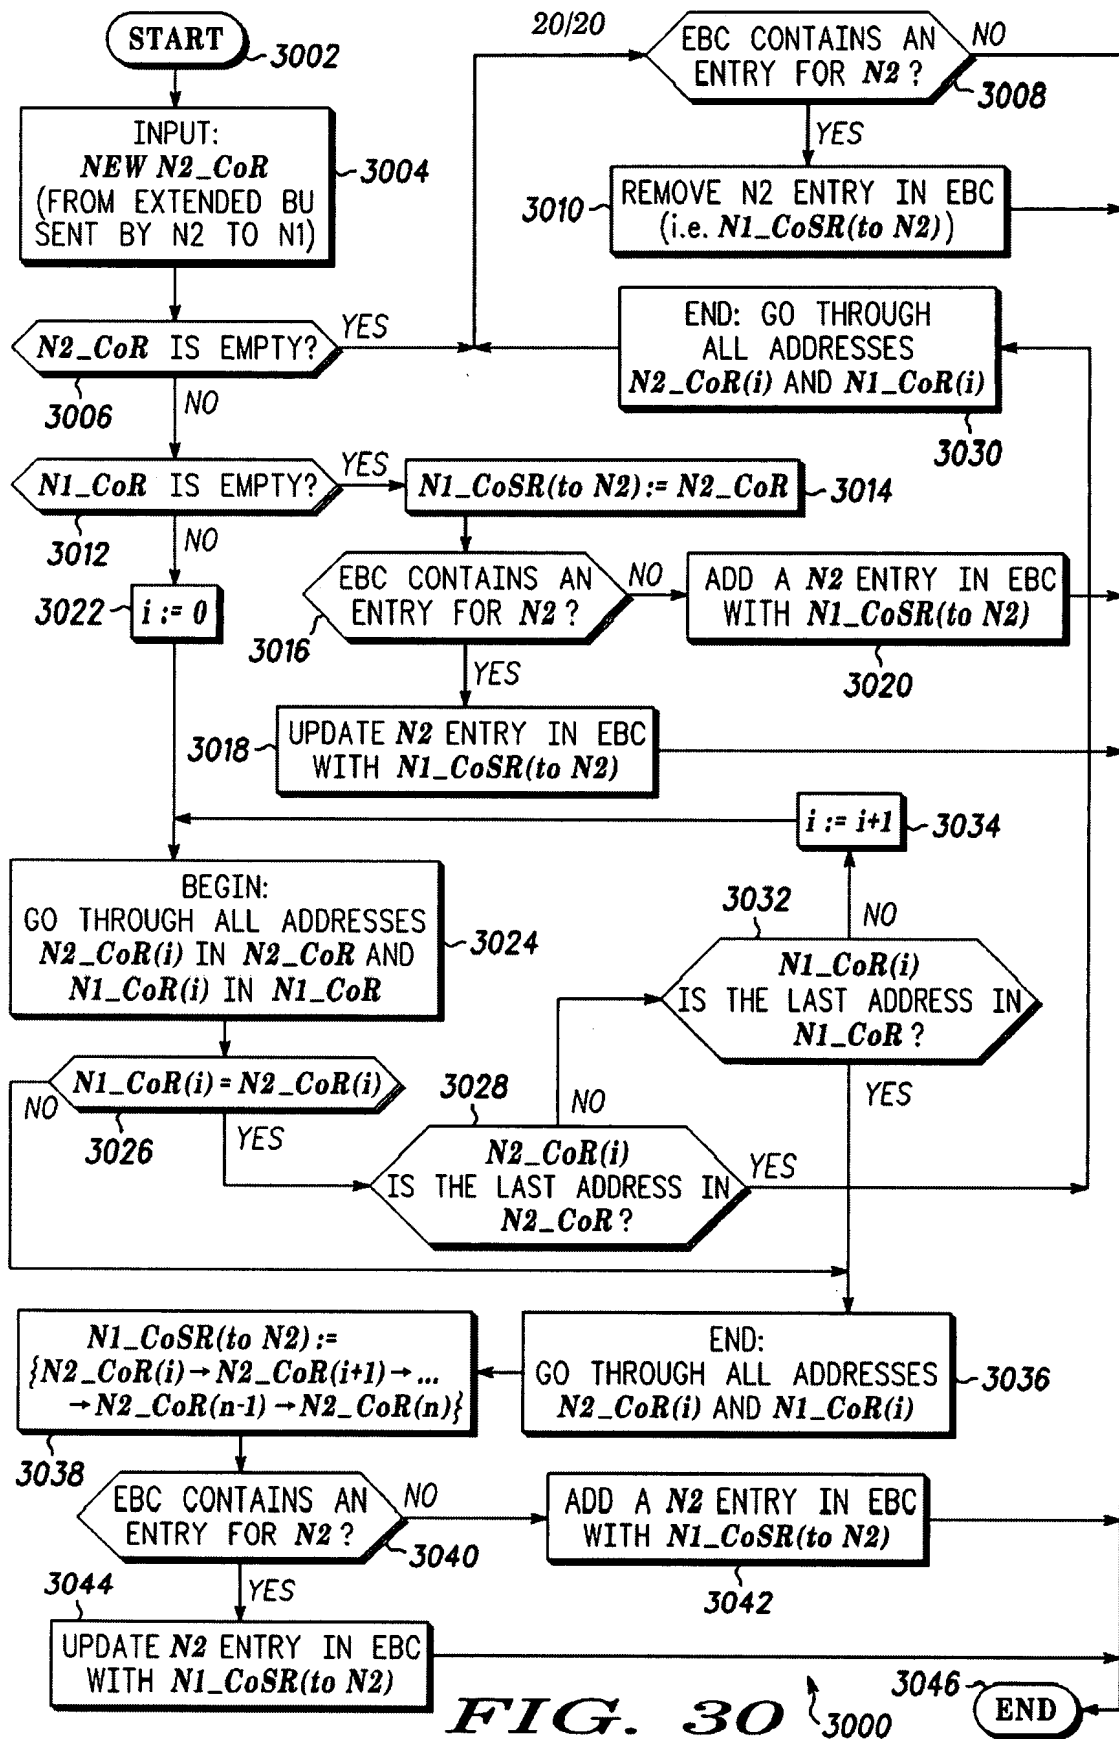 20/20
START
3002
INPUT:
NEW N2_CoR
(FROM EXTENDED BU
SENT BY N2 TO N1)
3004
N2_CoR IS EMPTY?
YES
3006
NO
EBC CONTAINS AN
ENTRY FOR N2 ?
NO
3008
YES
3010
REMOVE N2 ENTRY IN EBC
(i.e. N1_CoSR(to N2))
END: GO THROUGH
ALL ADDRESSES
N2_CoR(i) AND N1_CoR(i)
3030
N1_CoR IS EMPTY?
YES
3012
NO
N1_CoSR(to N2) := N2_CoR
3014
3022
i := 0
EBC CONTAINS AN
ENTRY FOR N2 ?
NO
3016
YES
ADD A N2 ENTRY IN EBC
WITH N1_CoSR(to N2)
3020
3018
UPDATE N2 ENTRY IN EBC
WITH N1_CoSR(to N2)
i := i+1
3034
BEGIN:
GO THROUGH ALL ADDRESSES
N2_CoR(i) IN N2_CoR AND
N1_CoR(i) IN N1_CoR
3024
3032
NO
N1_CoR(i)
IS THE LAST ADDRESS IN
N1_CoR ?
YES
N1_CoR(i) = N2_CoR(i)
NO
3026
YES
3028
NO
N2_CoR(i)
IS THE LAST ADDRESS IN
N2_CoR ?
YES
END:
GO THROUGH ALL ADDRESSES
N2_CoR(i) AND N1_CoR(i)
3036
N1_CoSR(to N2) :=
{N2_CoR(i)→N2_CoR(i+1)→...
→N2_CoR(n-1)→N2_CoR(n)}
3038
EBC CONTAINS AN
ENTRY FOR N2 ?
NO
3040
YES
ADD A N2 ENTRY IN EBC
WITH N1_CoSR(to N2)
3042
3044
UPDATE N2 ENTRY IN EBC
WITH N1_CoSR(to N2)
3046
END
FIG. 30
3000